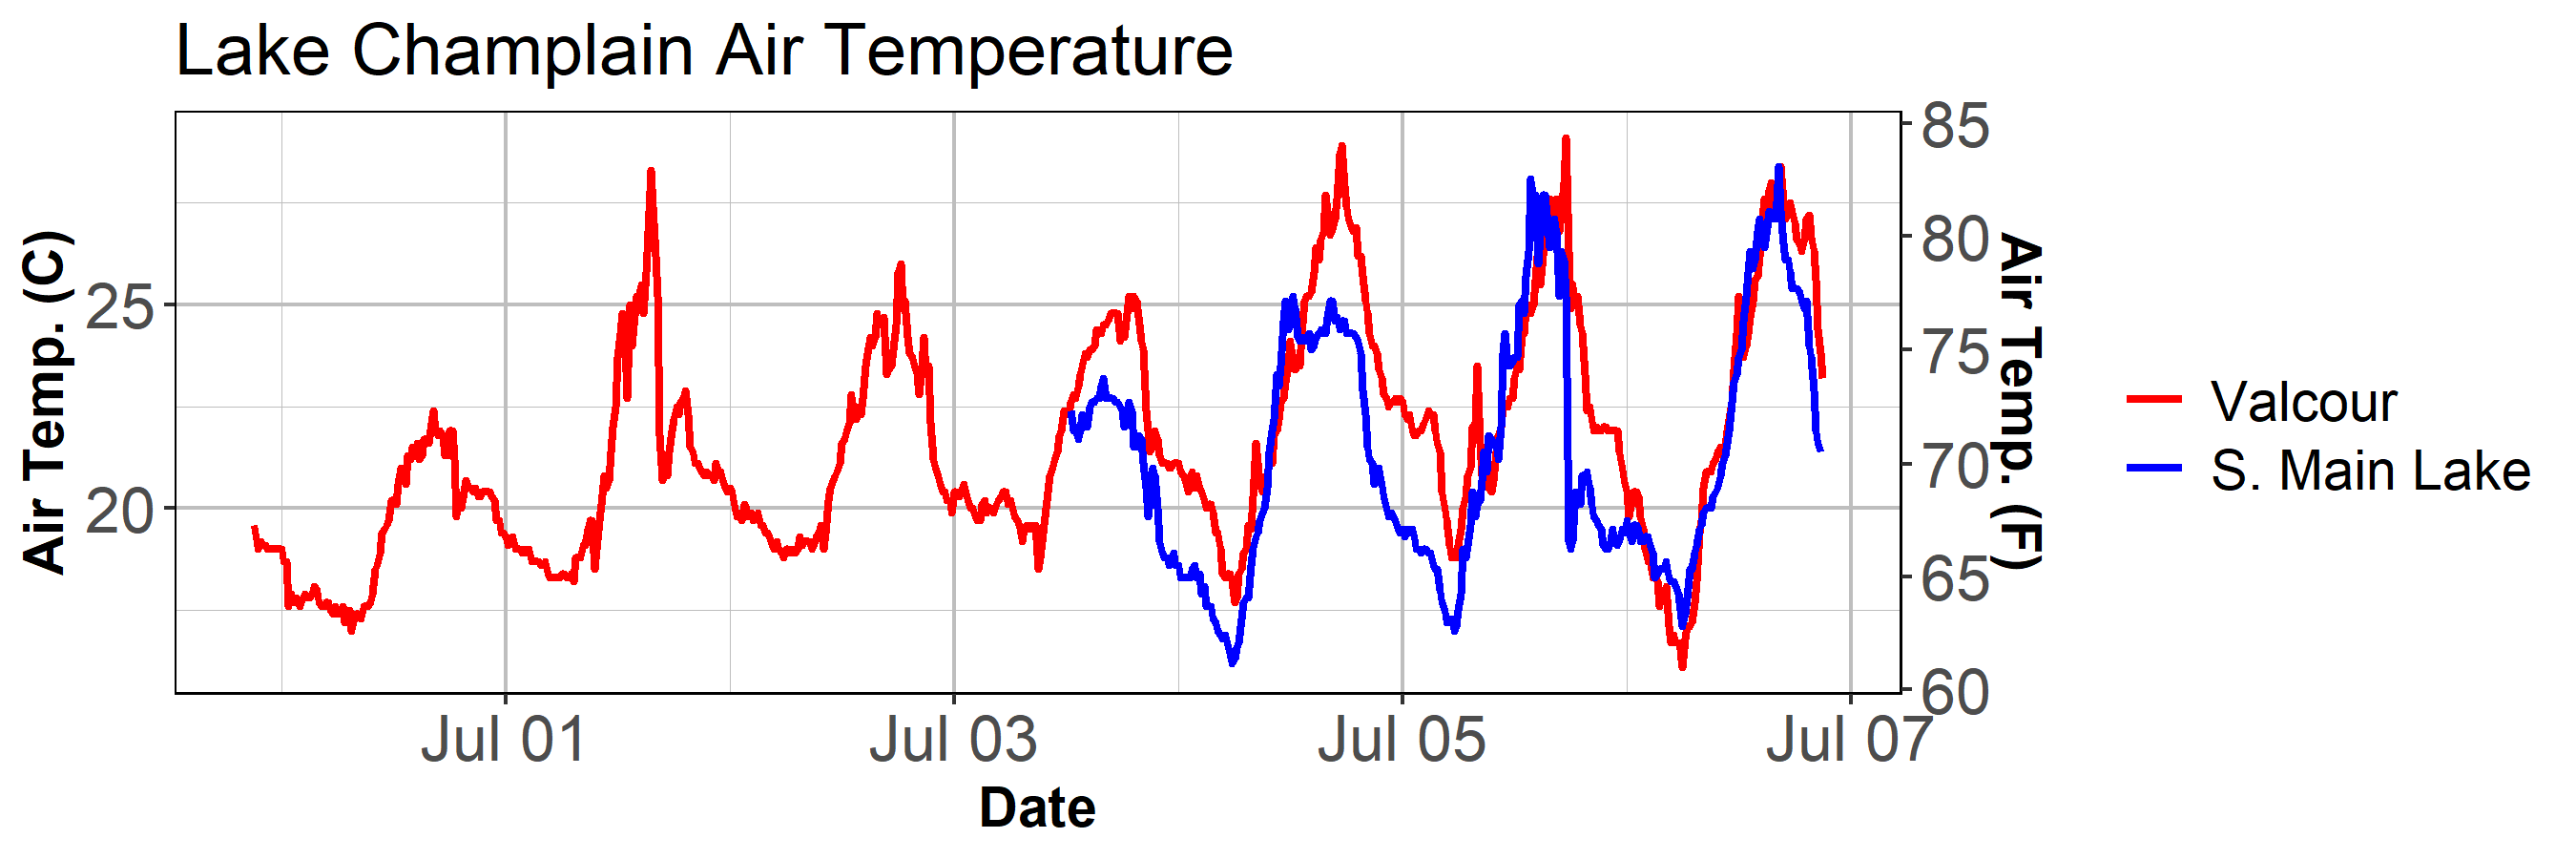 Lake Champlain Air Temperature
Air Temp. (C)
25
20
85
80
75
70
65
60
Air Temp. (F)
Jul 01
Jul 03
Jul 05
Jul 07
Date
Valcour
S. Main Lake